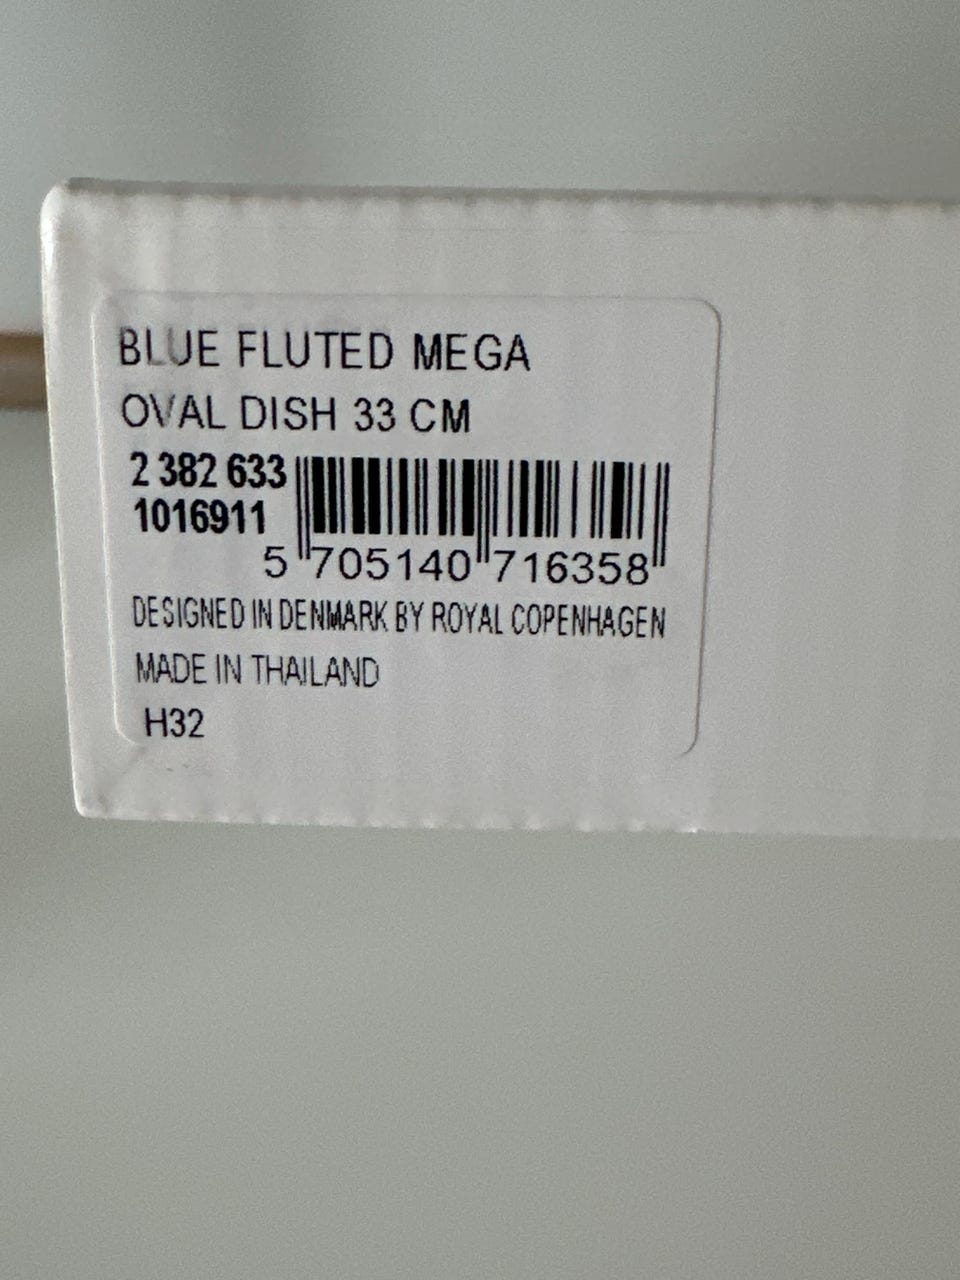 BLUE FLUTED MEGA
OVAL DISH 33 CM
2 382 633
1016911
5 705140 716358
DESIGNED IN DENMARK BY ROYAL COPENHAGEN
MADE IN THAILAND
H32